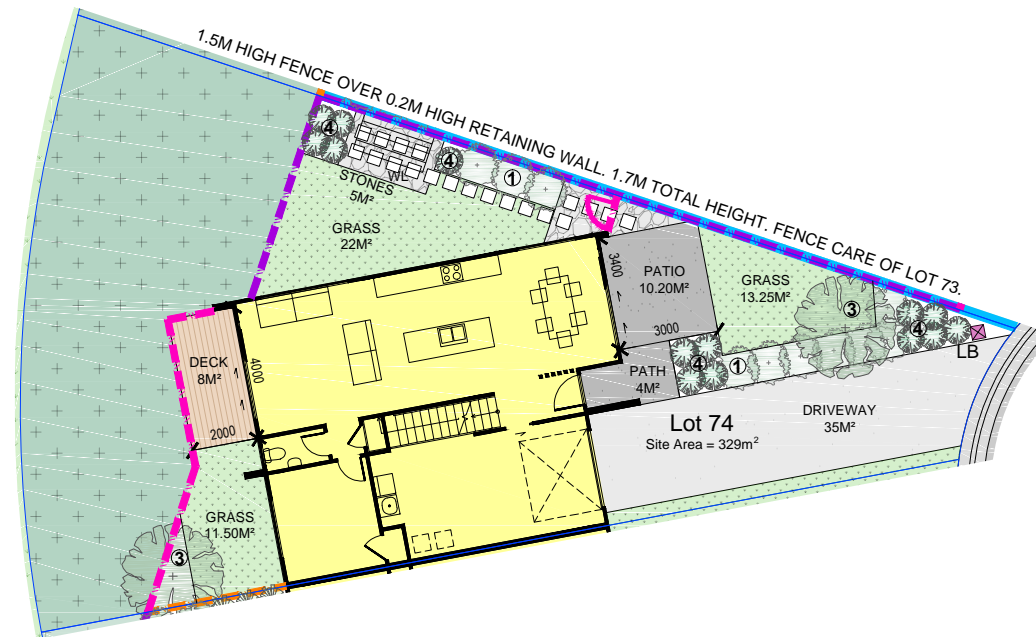 1.5M HIGH FENCE OVER 0.2M HIGH RETAINING WALL. 1.7M TOTAL HEIGHT. FENCE CARE OF LOT 73.
4
WL
STONES
5M²
4
1
GRASS
22M²
3400
PATIO
10.20M²
3000
GRASS
13.25M²
3
4
LB
DECK
8M²
4000
2000
PATH
4M²
4
1
Lot 74
Site Area = 329m²
DRIVEWAY
35M²
GRASS
11.50M²
3